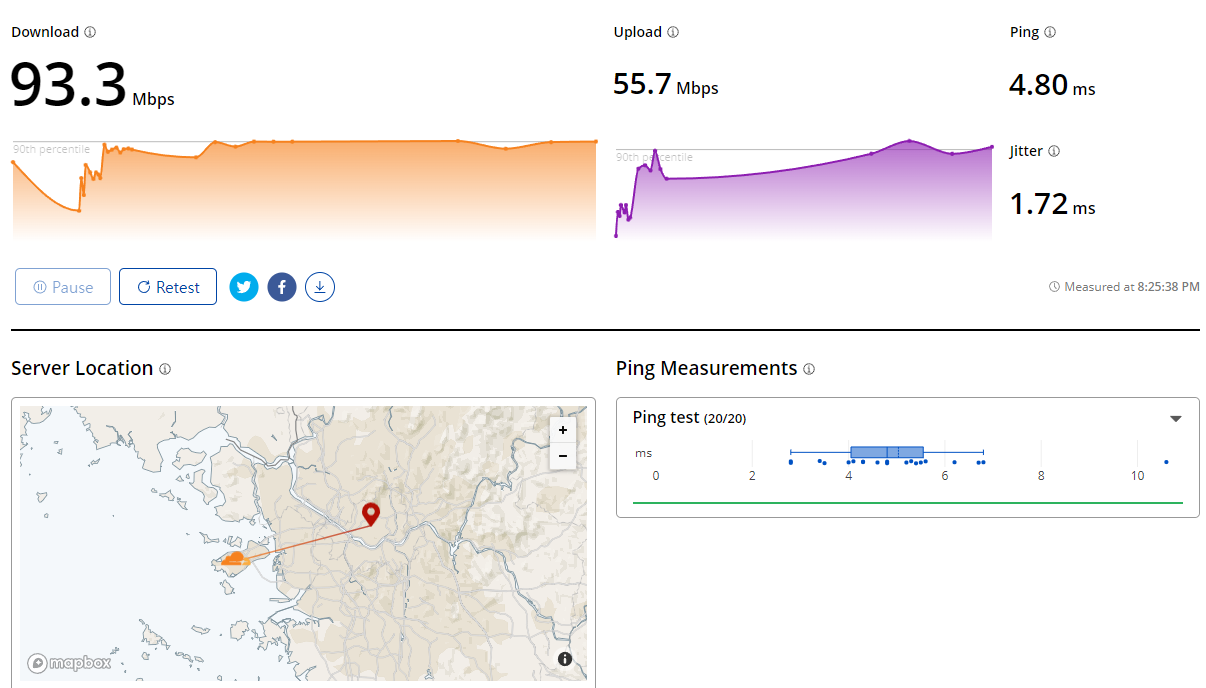 Download
93.3 Mbps
90th percentile
Upload
55.7 Mbps
90th percentile
Ping
4.80 ms
Jitter
1.72 ms
Pause
Retest
Measured at 8:25:38 PM
Server Location
+
−
mapbox
Ping Measurements
Ping test (20/20)
ms
0 2 4 6 8 10